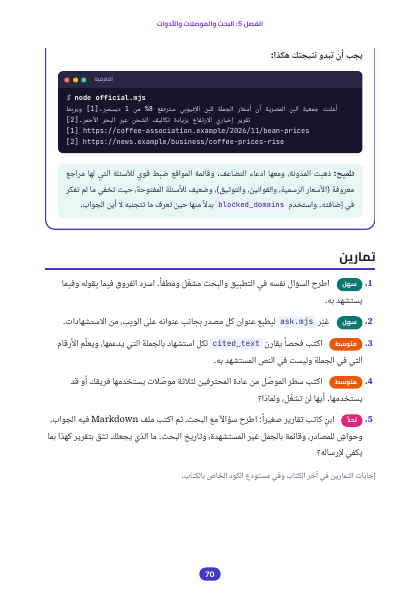 الفصل 5: البحث والموصلات والأدوات
يجب أن تبدو نتيجتك هكذا:
الطرفية
$ node official.mjs
أعلنت جمعية البن المصرية أن أسعار الجملة للبن الإثيوبي سترتفع 8% من 1 ديسمبر.[1] ويربط
تقرير إخباري الارتفاع بزيادة تكاليف الشحن عبر البحر الأحمر.[2]
[1] https://coffee-association.example/2026/11/bean-prices
[2] https://news.example/business/coffee-prices-rise
تلميح: ذهبت المدونة، ومعها ادعاء التضاعف. وقائمة المواقع ضبط قوي للأسئلة التي لها مراجع
معروفة (الأسعار الرسمية، والقوانين، والتوثيق)، وضعيف للأسئلة المفتوحة، حيث تخفي ما لم تفكر
في إضافته. واستخدم blocked_domains بدلاً منها حين تعرف ما تتجنبه لا أين الجواب.
تمارين
1. سهل اطرح السؤال نفسه في التطبيق والبحث مشغّل ومطفأ. اسرد الفروق فيما يقوله وفيما
يستشهد به.
2. سهل غيّر ask.mjs ليطبع عنوان كل مصدر بجانب عنوانه على الويب، من الاستشهادات.
3. متوسط اكتب فحصاً يقارن cited_text لكل استشهاد بالجملة التي يدعمها، ويعلّم الأرقام
التي في الجملة وليست في النص المستشهد به.
4. متوسط اكتب سطر الموصّل من عادة المحترفين لثلاثة موصّلات يستخدمها فريقك أو قد
يستخدمها. أيها لن تشغّل، ولماذا؟
5. تحدّ ابنِ كاتب تقارير صغيراً: اطرح سؤالاً مع البحث، ثم اكتب ملف Markdown فيه الجواب،
وحواشٍ للمصادر، وقائمة بالجمل غير المستشهدة، وتاريخ البحث. ما الذي يجعلك تثق بتقرير كهذا بما
يكفي لإرساله؟
إجابات التمارين في آخر الكتاب وفي مستودع الكود الخاص بالكتاب.
70